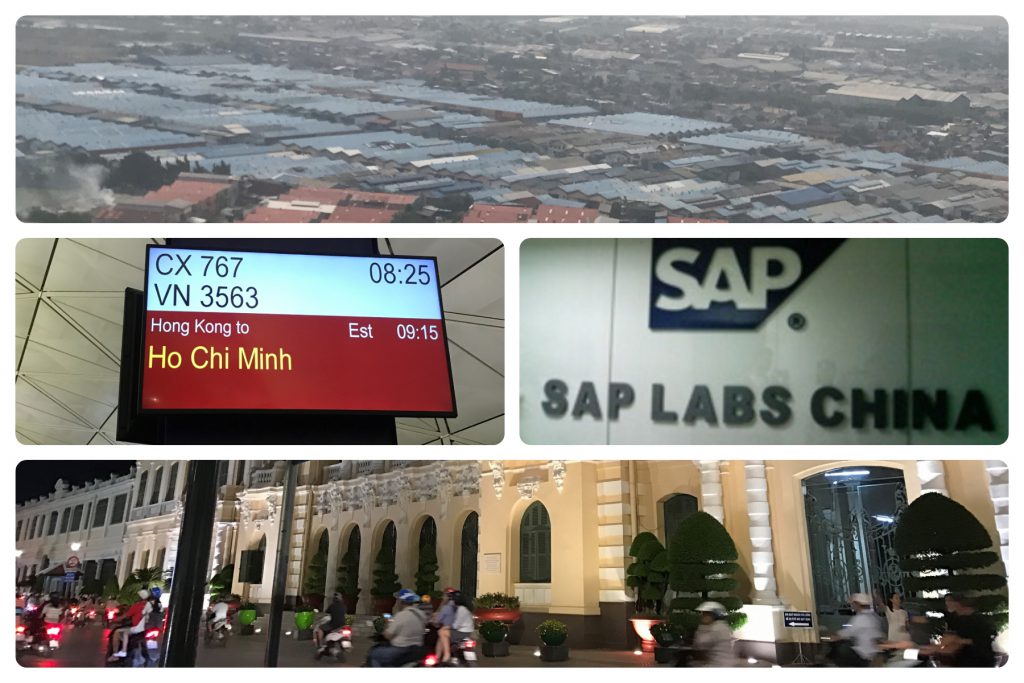 CX 767 08:25
VN 3563
Hong Kong to Est 09:15
Ho Chi Minh
SAP
®
SAP LABS CHINA